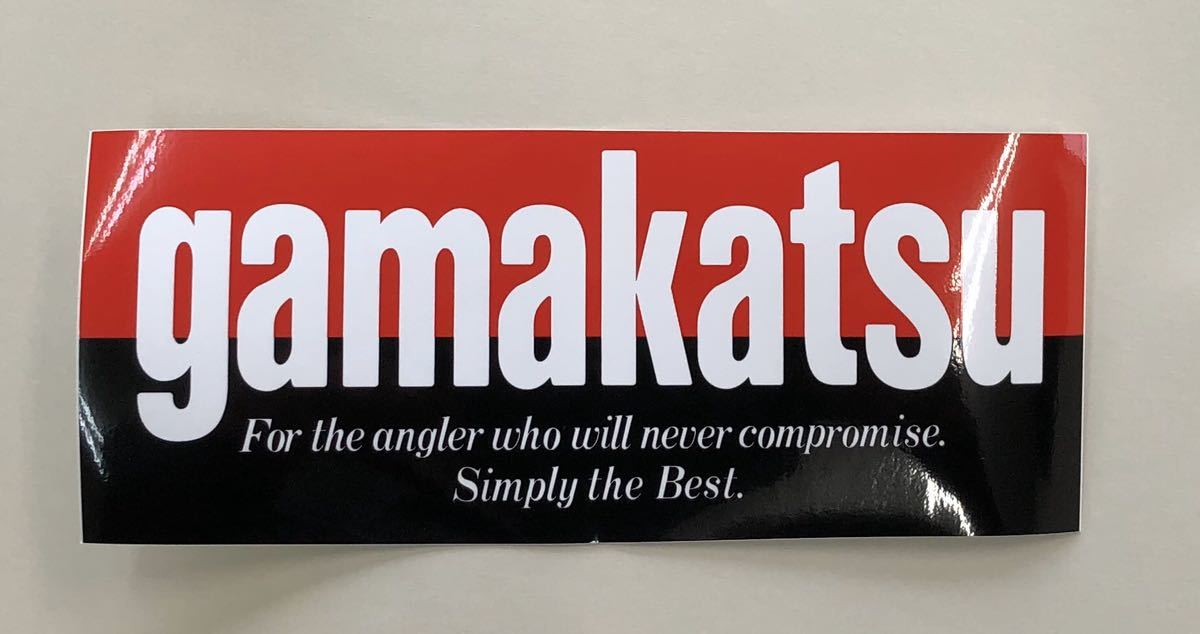 gamakatsu
For the angler who will never compromise.
Simply the Best.